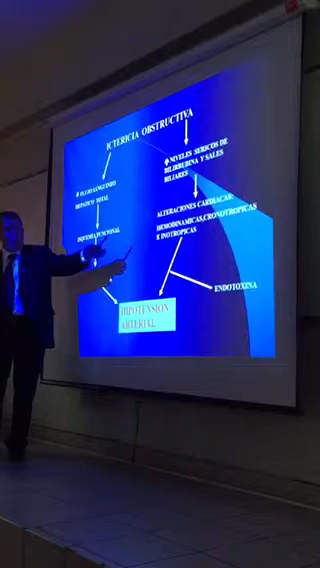 ICTERICIA OBSTRUCTIVA
FLUJO SANGUINEO
HEPATICO TOTAL
NIVELES SERICOS DE
BILIRRUBINA Y SALES
BILIARES
ISQUEMIA FUNCIONAL
ALTERACIONES CARDIACAS:
HEMODINAMICAS,CRONOTROPICAS
E INOTROPICAS
ENDOTOXINA
HIPOTENSION
ARTERIAL